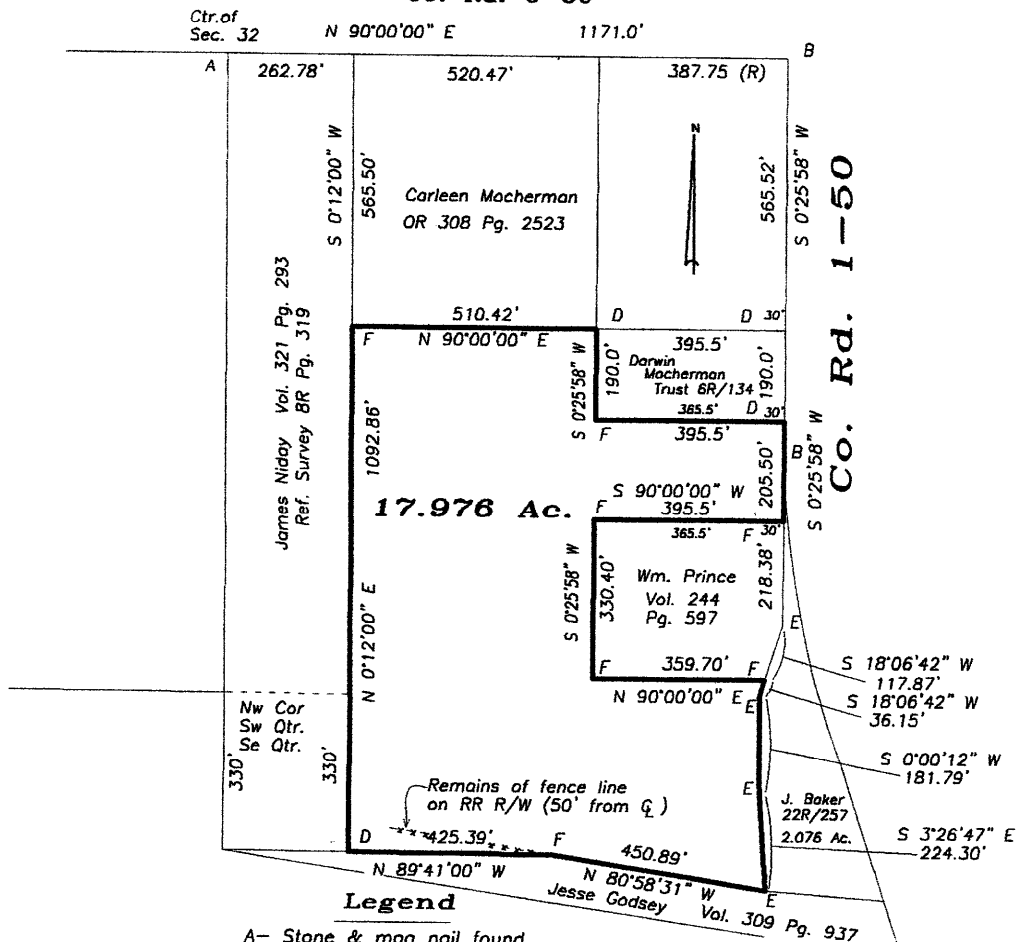 Ctr.of
Sec. 32
N 90°00'00" E
1171.0'
A
B
262.78'
520.47'
387.75 (R)
N
S 0°12'00" W
565.50'
Carleen Macherman
OR 308 Pg. 2523
565.52'
S 0°25'58" W
Co. Rd. 1-50
James Niday Vol. 321 Pg. 293
Ref. Survey BR Pg. 319
510.42'
D
D 30'
F
N 90°00'00" E
395.5'
S 0°25'58" W
190.0'
Darwin
Macherman
Trust 6R/134
190.0'
365.5'
D 30'
F
395.5'
1092.86'
B
205.50'
S 0°25'58" W
S 90°00'00" W
17.976 Ac.
F
395.5'
365.5'
F 30'
S 0°25'58" W
330.40'
Wm. Prince
Vol. 244
Pg. 597
218.38'
E
N 0°12'00" E
F
359.70'
F
S 18°06'42" W
117.87'
N 90°00'00" E
E
S 18°06'42" W
36.15'
Nw Cor
Sw Qtr.
Se Qtr.
S 0°00'12" W
181.79'
330'
330'
Remains of fence line
on RR R/W (50' from ℄)
E
J. Baker
22R/257
2.076 Ac.
S 3°26'47" E
224.30'
D
425.39'
F
450.89'
N 89°41'00" W
N 80°58'31" W
E
Jesse Godsey Vol. 309 Pg. 937
Legend
A- Stone & mag nail found